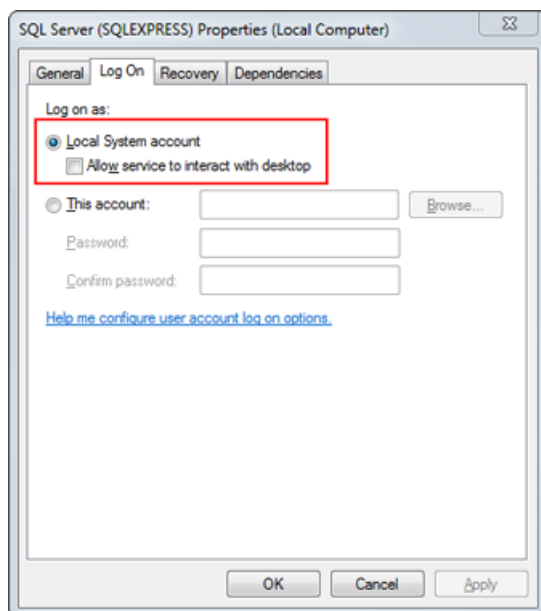 SQL Server (SQLEXPRESS) Properties (Local Computer)
General Log On Recovery Dependencies
Log on as:
Local System account
Allow service to interact with desktop
This account:
Browse...
Password:
Confirm password:
Help me configure user account log on options.
OK Cancel Apply